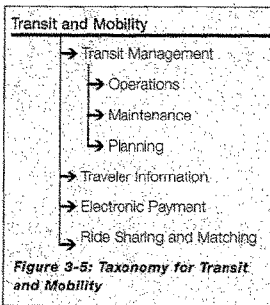 Transit and Mobility
Transit Management
Operations
Maintenance
Planning
Traveler Information
Electronic Payment
Ride Sharing and Matching
Figure 3-5: Taxonomy for Transit
and Mobility